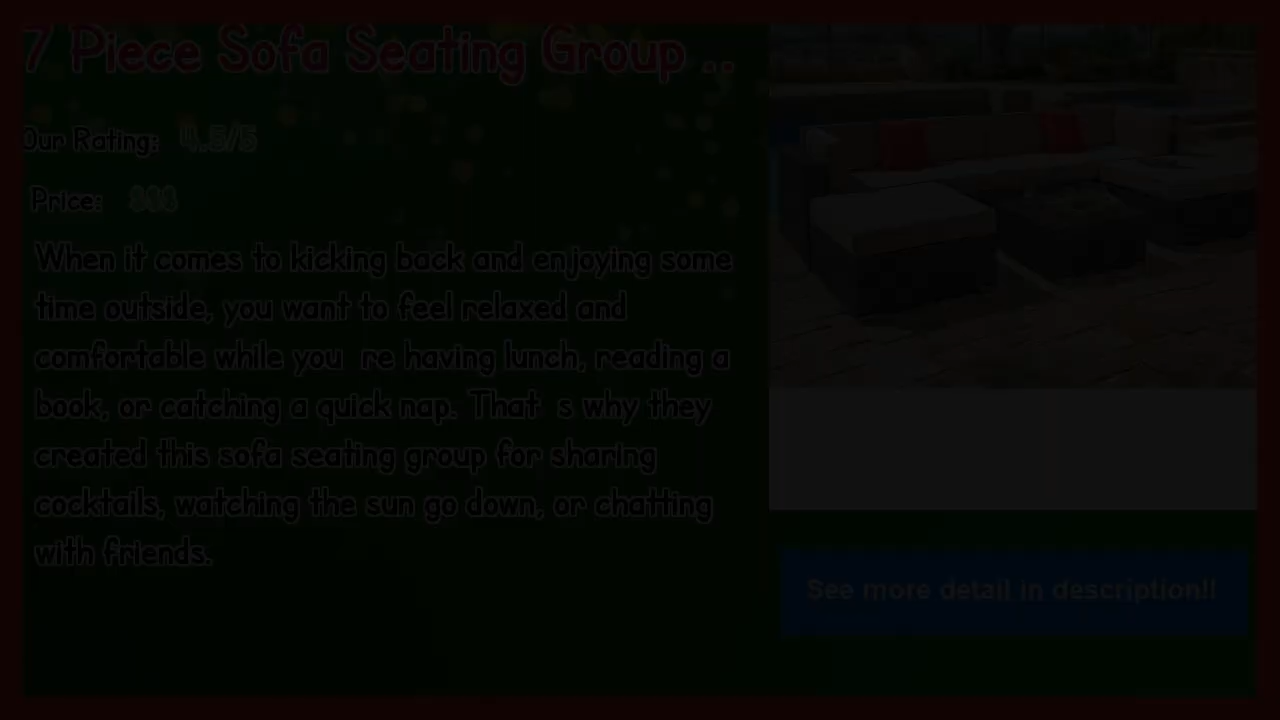 7 Piece Sofa Seating Group ..
Our Rating: 4.5/5
Price: $$$
When it comes to kicking back and enjoying some
time outside, you want to feel relaxed and
comfortable while you re having lunch, reading a
book, or catching a quick nap. That s why they
created this sofa seating group for sharing
cocktails, watching the sun go down, or chatting
with friends.
See more detail in description!!